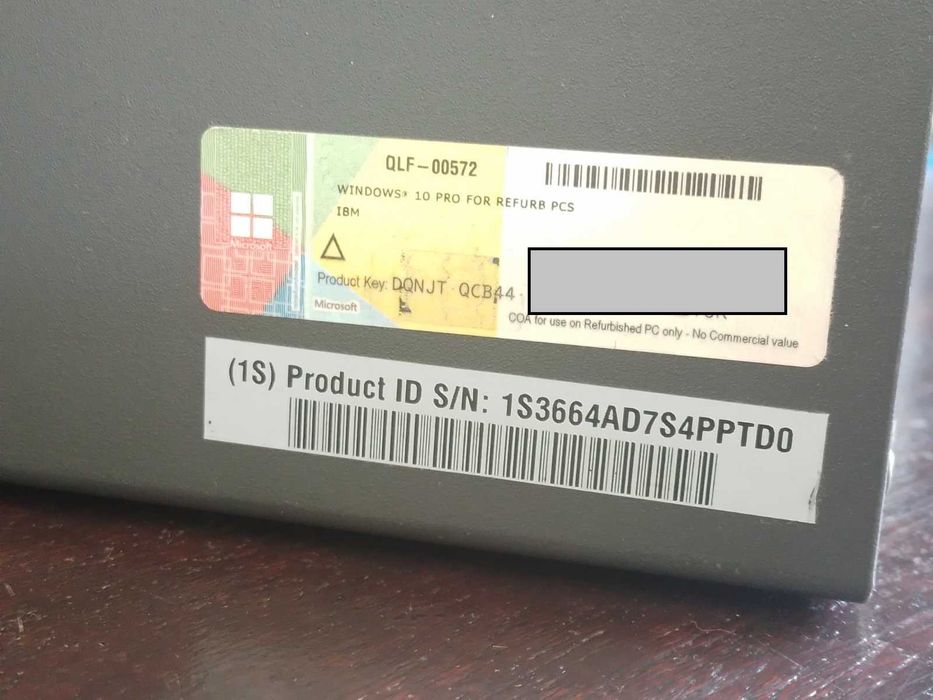 QLF-00572
WINDOWS® 10 PRO FOR REFURB PCS
IBM
Microsoft
Product Key: DQNJT QCB44
Microsoft
COA for use on Refurbished PC only - No Commercial value
(1S) Product ID S/N: 1S3664AD7S4PPTD0